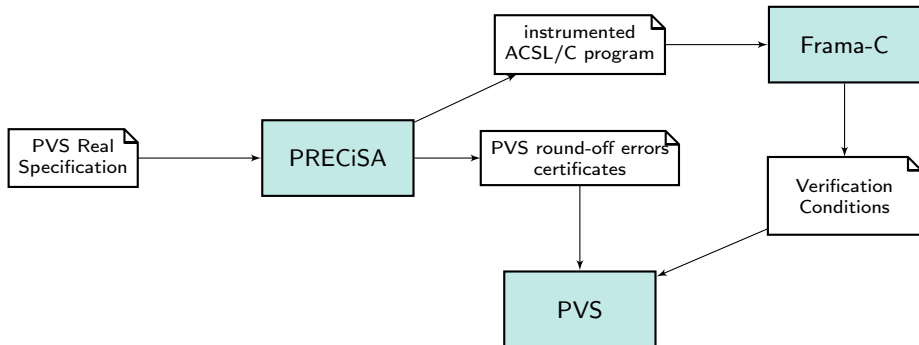 instrumented
ACSL/C program
Frama-C
PVS Real
Specification
PRECiSA
PVS round-off errors
certificates
Verification
Conditions
PVS